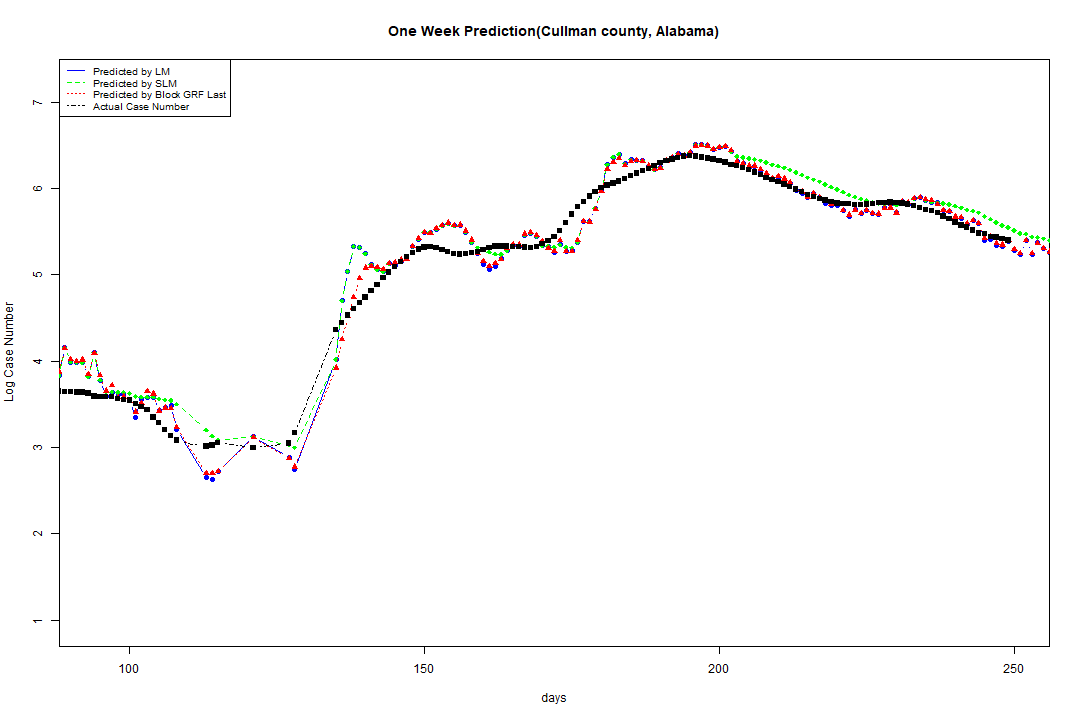 One Week Prediction(Cullman county, Alabama)
Predicted by LM
Predicted by SLM
Predicted by Block GRF Last
Actual Case Number
7
6
5
4
3
2
1
Log Case Number
100 150 200 250
days